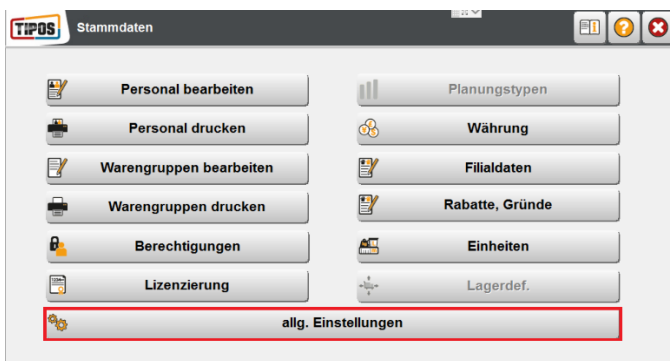 TIPOS
Stammdaten
Personal bearbeiten
Planungstypen
Personal drucken
Währung
Warengruppen bearbeiten
Filialdaten
Warengruppen drucken
Rabatte, Gründe
Berechtigungen
Einheiten
Lizenzierung
Lagerdef.
allg. Einstellungen